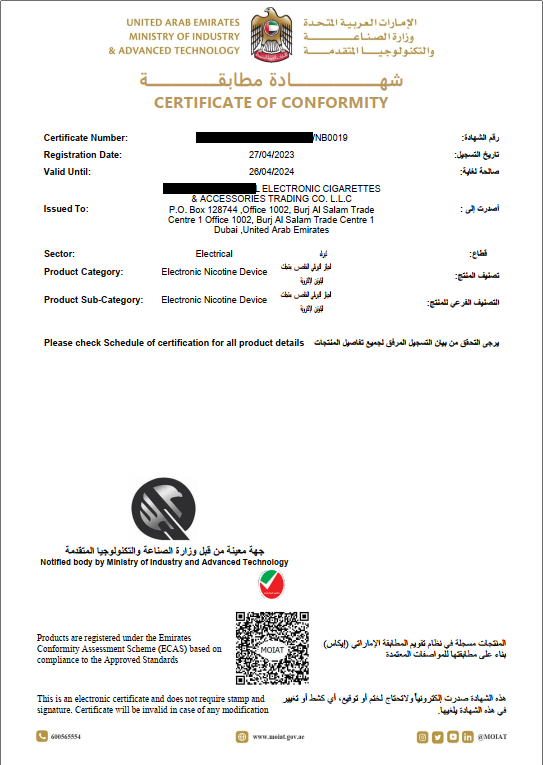 UNITED ARAB EMIRATES
MINISTRY OF INDUSTRY
& ADVANCED TECHNOLOGY
الإمارات العربية المتحدة
وزارة الصناعة
والتكنولوجيا المتقدمة
شهادة مطابقة
CERTIFICATE OF CONFORMITY
Certificate Number: /NB0019 رقم الشهادة:
Registration Date: 27/04/2023 تاريخ التسجيل:
Valid Until: 26/04/2024 صالحة لغاية:
L ELECTRONIC CIGARETTES
& ACCESSORIES TRADING CO. L.L.C
Issued To: P.O. Box 128744 ,Office 1002, Burj Al Salam Trade أصدرت إلى :
Centre 1 Office 1002, Burj Al Salam Trade Centre 1
Dubai ,United Arab Emirates
Sector: Electrical قطاع:
Product Category: Electronic Nicotine Device تصنيف المنتج:
Product Sub-Category: Electronic Nicotine Device التصنيف الفرعي للمنتج:
Please check Schedule of certification for all product details يرجى التحقق من بيان التسجيل المرفق لجميع تفاصيل المنتجات
جهة معينة من قبل وزارة الصناعة والتكنولوجيا المتقدمة
Notified body by Ministry of Industry and Advanced Technology
MOIAT
Products are registered under the Emirates
Conformity Assessment Scheme (ECAS) based on
compliance to the Approved Standards
المنتجات مسجلة في نظام تقويم المطابقة الإماراتي (إيكاس)
بناء على مطابقتها للمواصفات المعتمدة
This is an electronic certificate and does not require stamp and
signature. Certificate will be invalid in case of any modification
هذه الشهادة صدرت إلكترونياً ولاتحتاج لختم أو توقيع، أي كشط أو تغيير
في هذه الشهادة يلغيها.
600565554 www.moiat.gov.ae @MOIAT